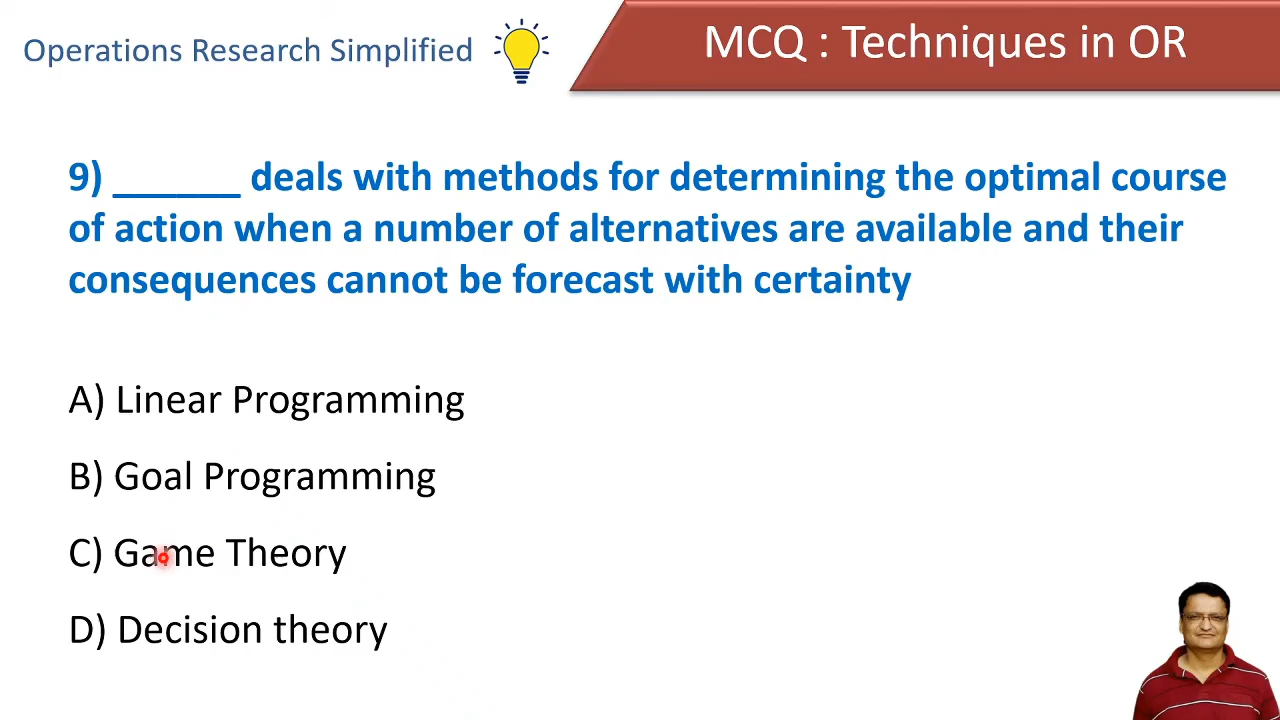 Operations Research Simplified
MCQ : Techniques in OR
9) ______ deals with methods for determining the optimal course
of action when a number of alternatives are available and their
consequences cannot be forecast with certainty
A) Linear Programming
B) Goal Programming
C) Game Theory
D) Decision theory